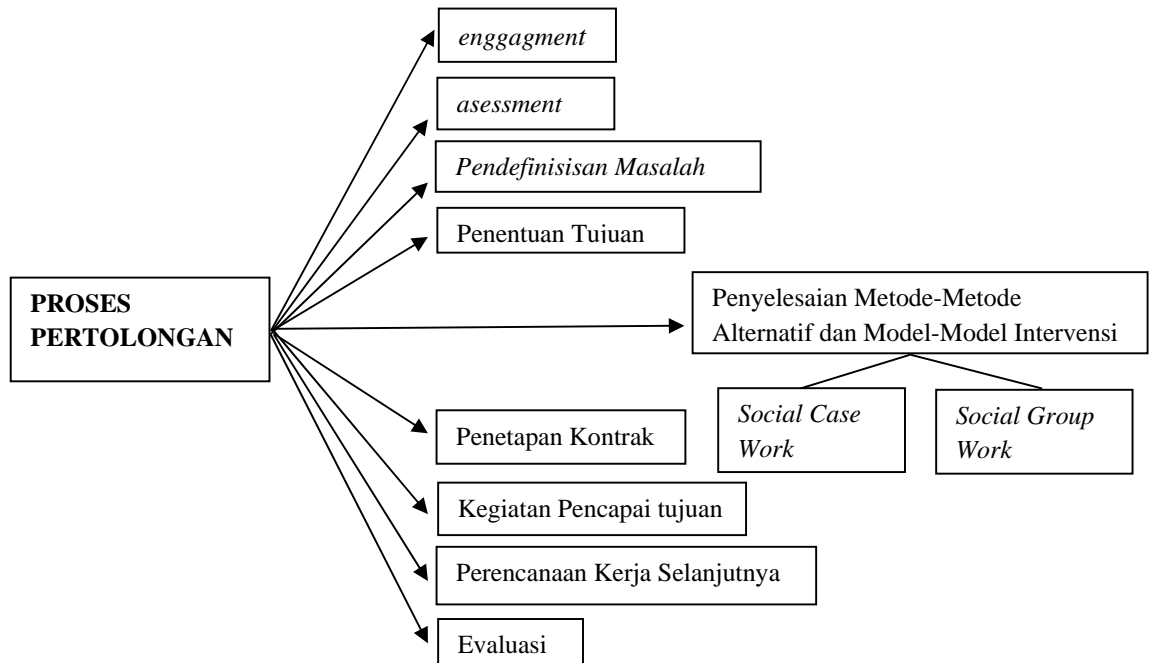 enggagment
asessment
Pendefinisisan Masalah
Penentuan Tujuan
PROSES
PERTOLONGAN
Penyelesaian Metode-Metode
Alternatif dan Model-Model Intervensi
Social Case
Work
Social Group
Work
Penetapan Kontrak
Kegiatan Pencapai tujuan
Perencanaan Kerja Selanjutnya
Evaluasi